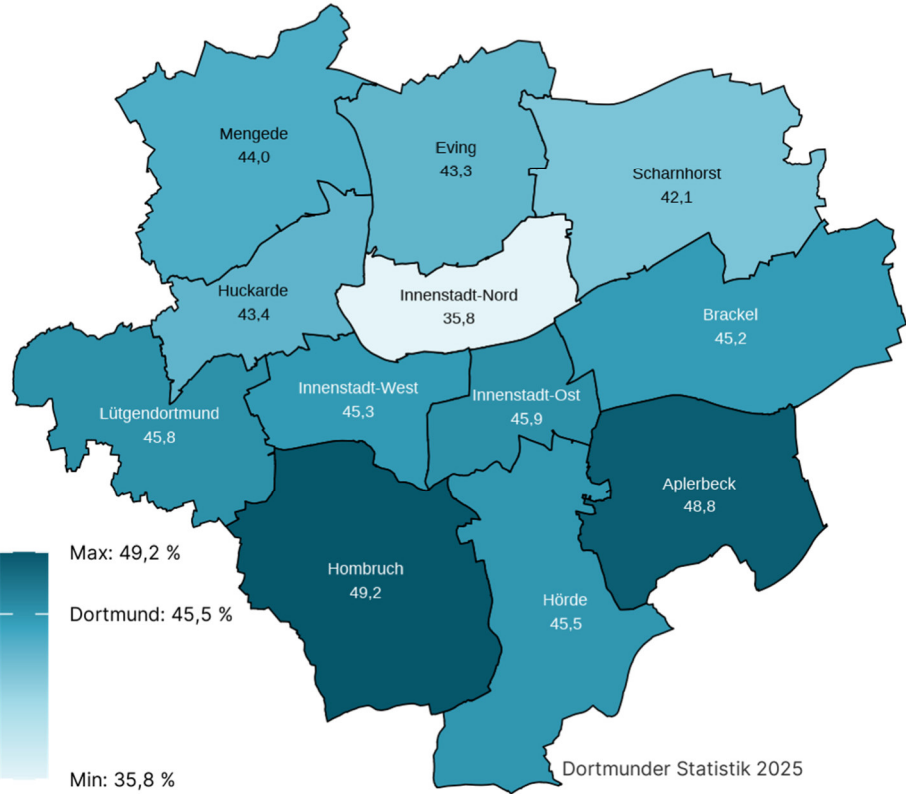 Mengede
44,0
Eving
43,3
Scharnhorst
42,1
Huckarde
43,4
Innenstadt-Nord
35,8
Brackel
45,2
Innenstadt-West
45,3
Innenstadt-Ost
45,9
Lütgendortmund
45,8
Aplerbeck
48,8
Hombruch
49,2
Hörde
45,5
Max: 49,2 %
Dortmund: 45,5 %
Min: 35,8 %
Dortmunder Statistik 2025